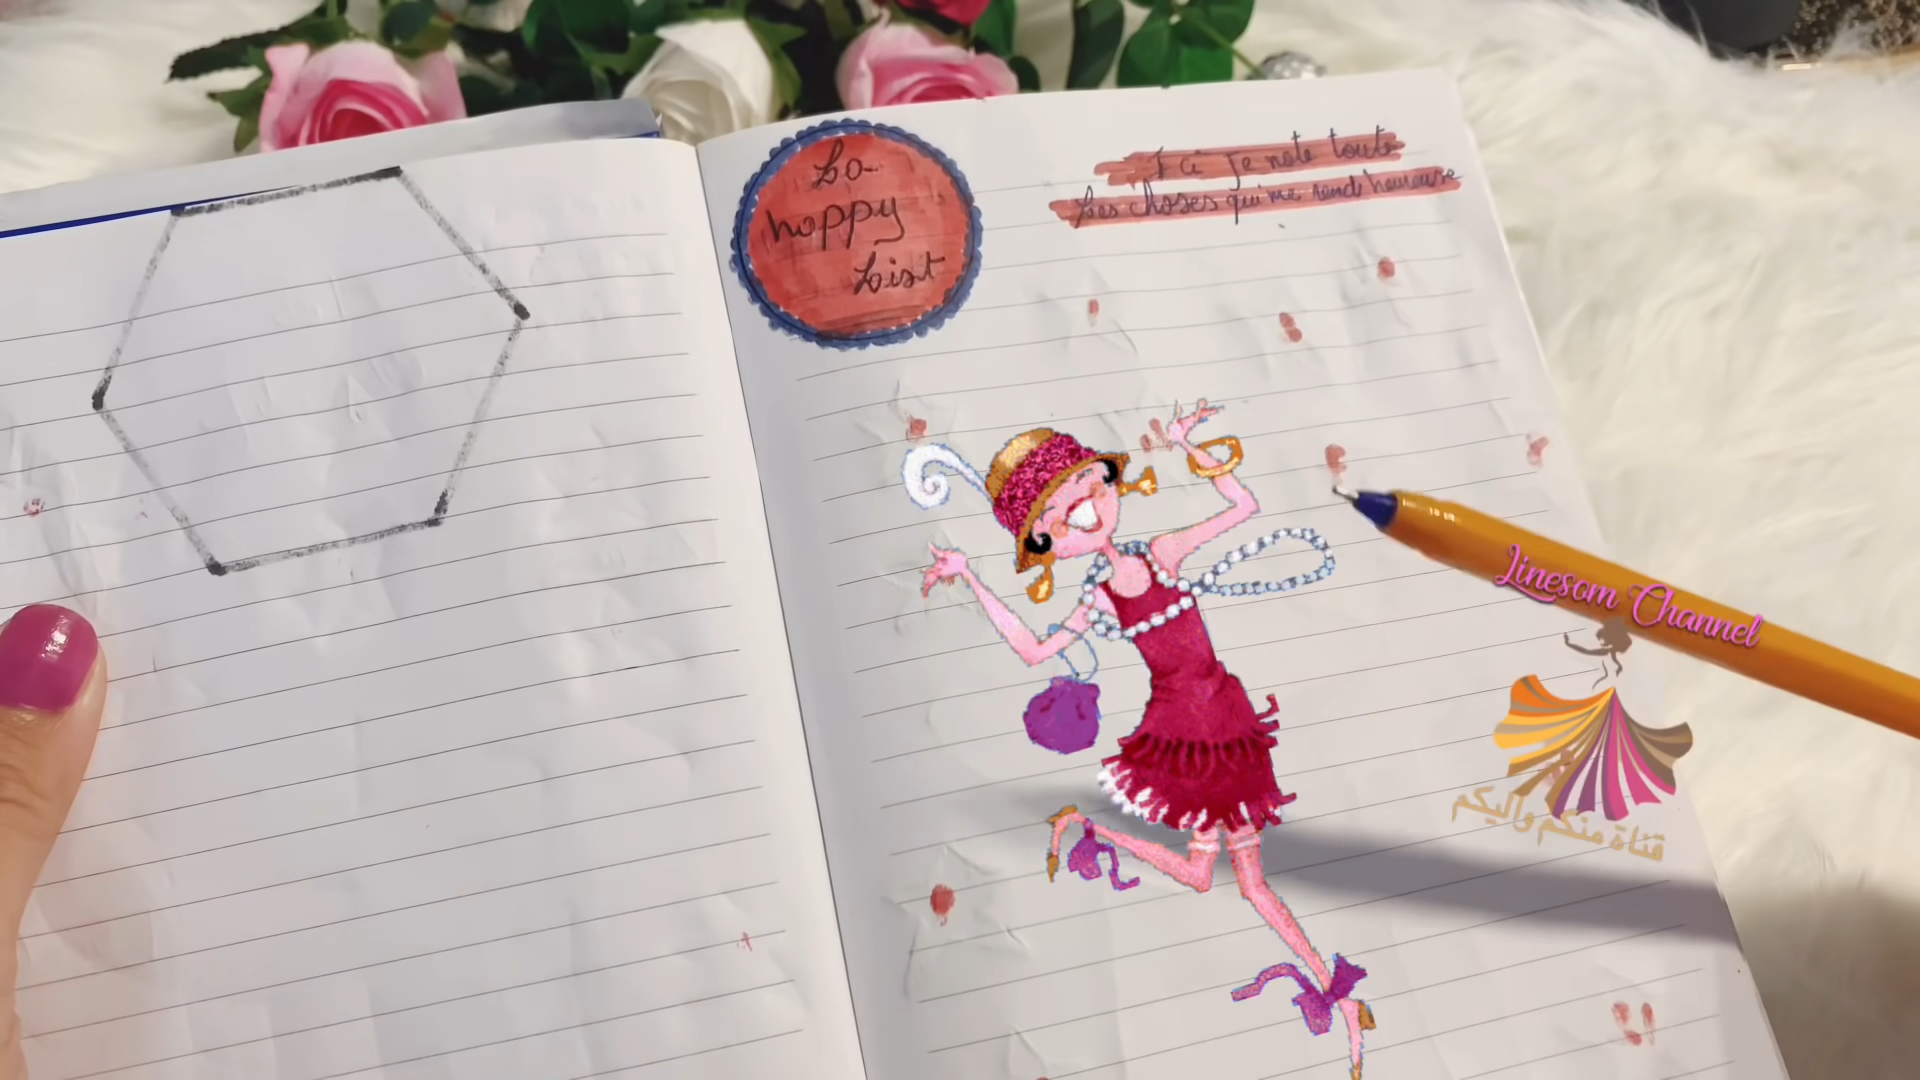 La
happy
List
Ici Je note toute
Les choses qui me rend heureuse
Linesom Channel
قناة منكم واليكم